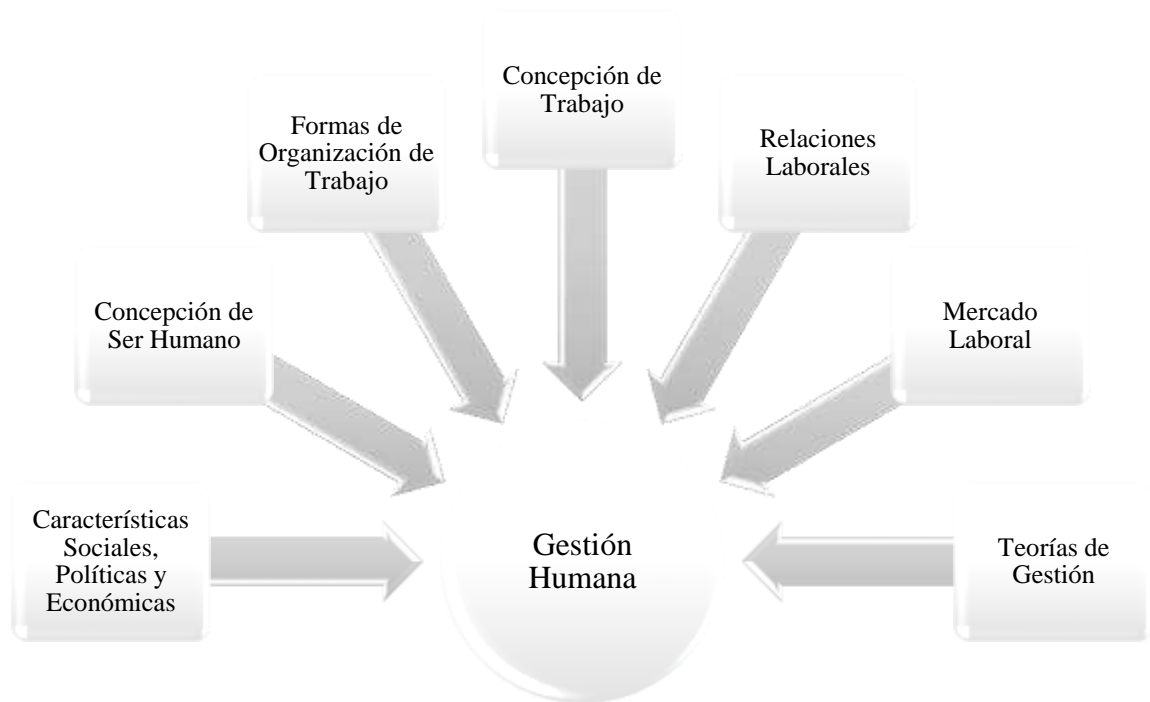 Concepción de
Trabajo
Formas de
Organización de
Trabajo
Relaciones
Laborales
Concepción de
Ser Humano
Mercado
Laboral
Características
Sociales,
Políticas y
Económicas
Gestión
Humana
Teorías de
Gestión